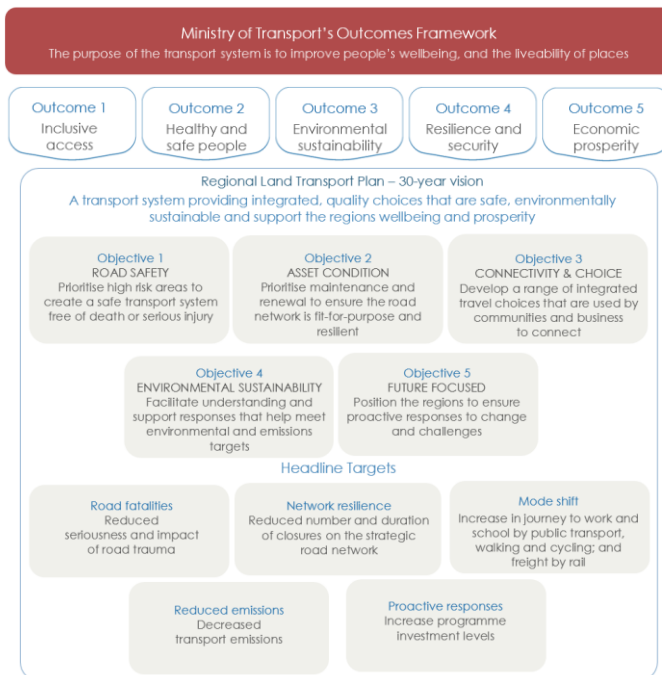 Ministry of Transport's Outcomes Framework
The purpose of the transport system is to improve people's wellbeing, and the liveability of places
Outcome 1
Inclusive
access
Outcome 2
Healthy and
safe people
Outcome 3
Environmental
sustainability
Outcome 4
Resilience and
security
Outcome 5
Economic
prosperity
Regional Land Transport Plan – 30-year vision
A transport system providing integrated, quality choices that are safe, environmentally
sustainable and support the regions wellbeing and prosperity
Objective 1
ROAD SAFETY
Prioritise high risk areas to
create a safe transport system
free of death or serious injury
Objective 2
ASSET CONDITION
Prioritise maintenance and
renewal to ensure the road
network is fit-for-purpose and
resilient
Objective 3
CONNECTIVITY & CHOICE
Develop a range of integrated
travel choices that are used by
communities and business
to connect
Objective 4
ENVIRONMENTAL SUSTAINABILITY
Facilitate understanding and
support responses that help meet
environmental and emissions
targets
Objective 5
FUTURE FOCUSED
Position the regions to ensure
proactive responses to change
and challenges
Headline Targets
Road fatalities
Reduced
seriousness and impact
of road trauma
Network resilience
Reduced number and duration
of closures on the strategic
road network
Mode shift
Increase in journey to work and
school by public transport,
walking and cycling; and
freight by rail
Reduced emissions
Decreased
transport emissions
Proactive responses
Increase programme
investment levels